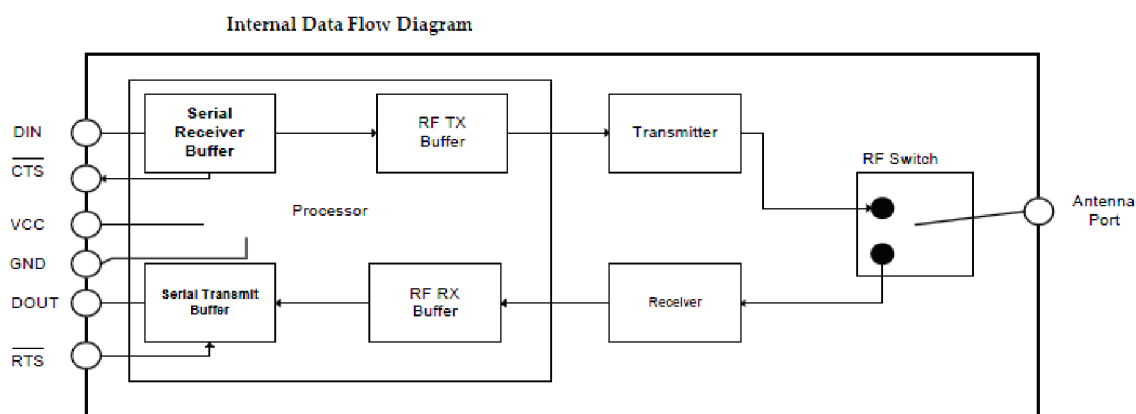 Internal Data Flow Diagram
DIN
CTS
VCC
GND
DOUT
RTS
Serial
Receiver
Buffer
RF TX
Buffer
Transmitter
RF Switch
Antenna
Port
Processor
Serial Transmit
Buffer
RF RX
Buffer
Receiver